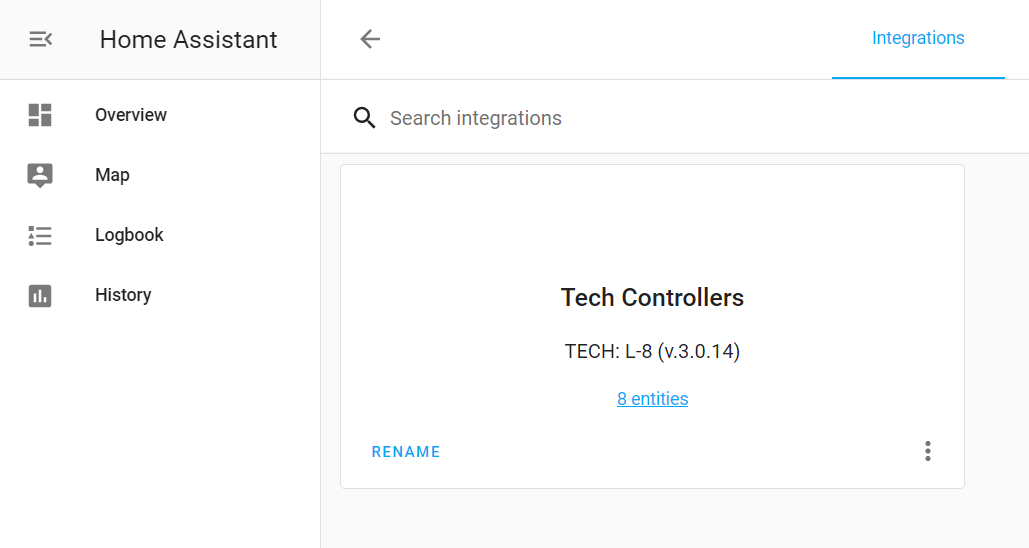 Home Assistant
Overview
Map
Logbook
History
Integrations
Search integrations
Tech Controllers
TECH: L-8 (v.3.0.14)
8 entities
RENAME